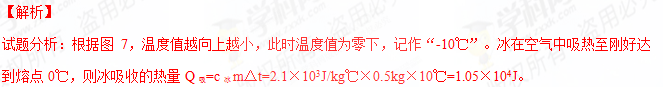 【解析】
试题分析：根据图 7，温度值越向上越小，此时温度值为零下，记作“-10℃”。冰在空气中吸热至刚好达
到熔点 0℃，则冰吸收的热量 Q吸=c冰m△t=2.1×10³J/kg℃×0.5kg×10℃=1.05×10⁴J。